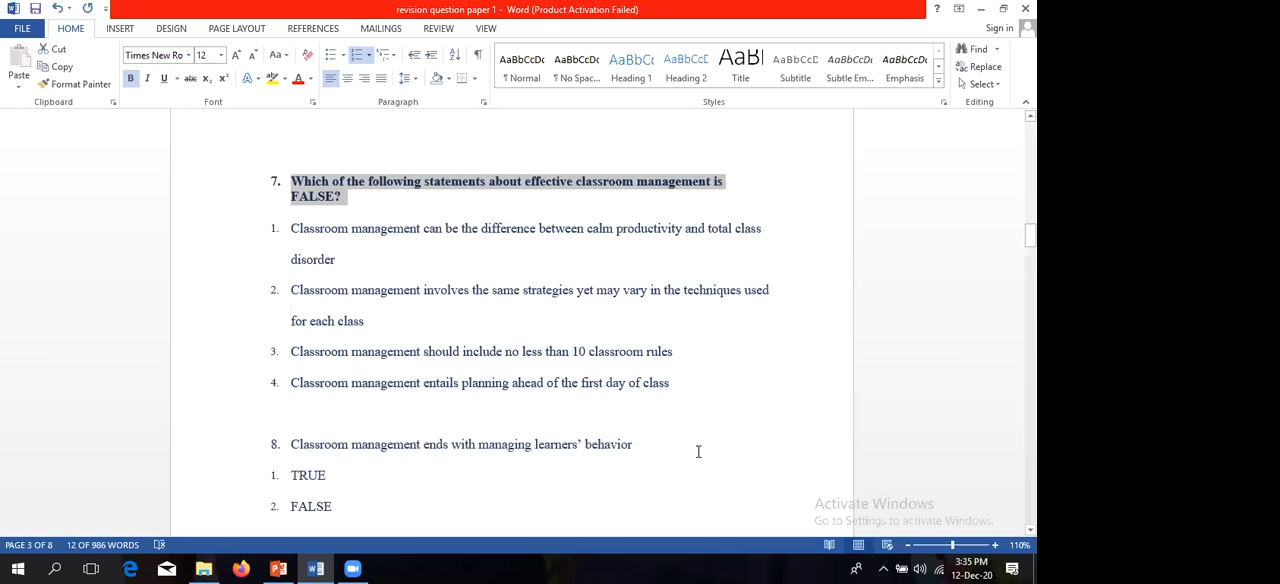 revision question paper 1 - Word (Product Activation Failed)
FILE HOME INSERT DESIGN PAGE LAYOUT REFERENCES MAILINGS REVIEW VIEW Sign in
Cut
Copy
Format Painter
Paste
Times New Ro 12
AaBbCcDc AaBbCcDc AaBbCc AaBbCcC AaBl AaBbCcD AaBbCcDc AaBbCcDc
¶ Normal ¶ No Spac... Heading 1 Heading 2 Title Subtitle Subtle Em... Emphasis
Find
Replace
Select
Clipboard Font Paragraph Styles Editing
7. Which of the following statements about effective classroom management is
FALSE?
1. Classroom management can be the difference between calm productivity and total class
disorder
2. Classroom management involves the same strategies yet may vary in the techniques used
for each class
3. Classroom management should include no less than 10 classroom rules
4. Classroom management entails planning ahead of the first day of class
8. Classroom management ends with managing learners’ behavior
1. TRUE
2. FALSE
Activate Windows
Go to Settings to activate Windows.
PAGE 3 OF 8 12 OF 986 WORDS 110%
3:35 PM
12-Dec-20